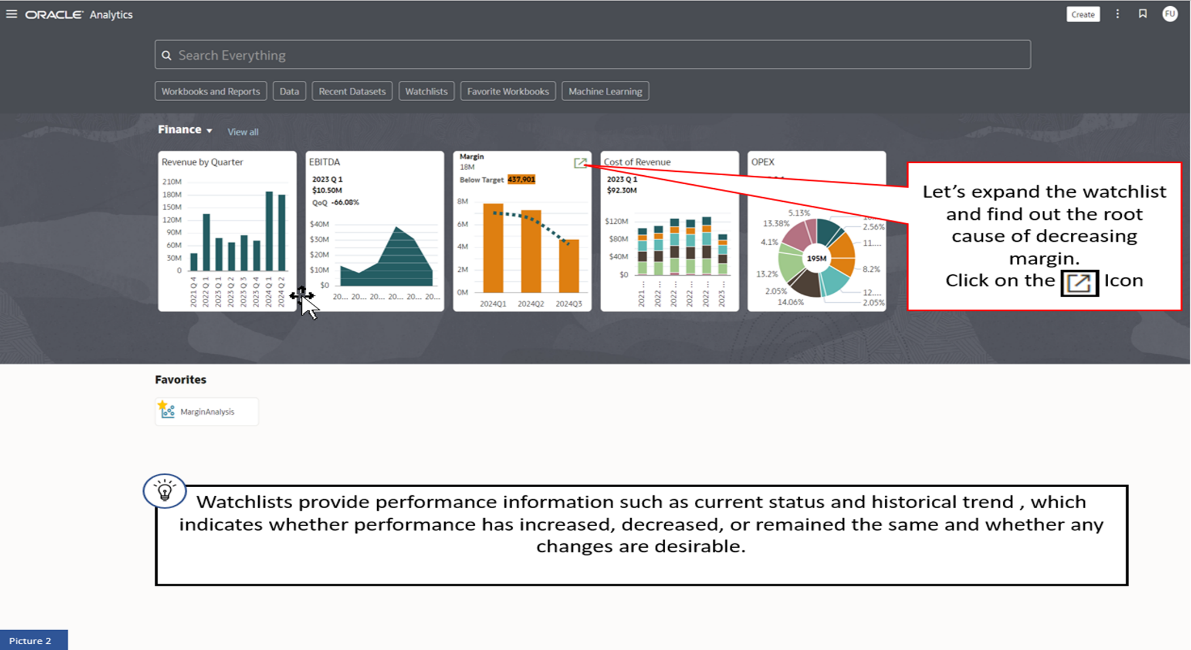 ORACLE Analytics
Create
FU
Search Everything
Workbooks and Reports
Data
Recent Datasets
Watchlists
Favorite Workbooks
Machine Learning
Finance
View all
Revenue by Quarter
210M
180M
150M
120M
90M
60M
30M
0
2021 Q 4
2022 Q 1
2022 Q 3
2023 Q 2
2023 Q 3
2023 Q 4
2024 Q 1
2024 Q 2
EBITDA
2023 Q 1
$10.50M
QoQ -66.08%
$40M
$30M
$20M
$10M
$0
20... 20... 20... 20... 20... 20...
Margin
18M
Below Target 437,901
8M
6M
4M
2M
0M
2024Q1 2024Q2 2024Q3
Cost of Revenue
2023 Q 1
$92.30M
$120M
$80M
$40M
$0
2021 ...
2022 ...
2022 ...
2022 ...
2022 ...
2023 ...
OPEX
5.13%
13.38%
4.1%
13.2%
2.05%
14.06%
195M
2.56%
11....
8.2%
12....
2.05%
Let's expand the watchlist
and find out the root
cause of decreasing
margin.
Click on the Icon
Favorites
MarginAnalysis
Watchlists provide performance information such as current status and historical trend , which
indicates whether performance has increased, decreased, or remained the same and whether any
changes are desirable.
Picture 2